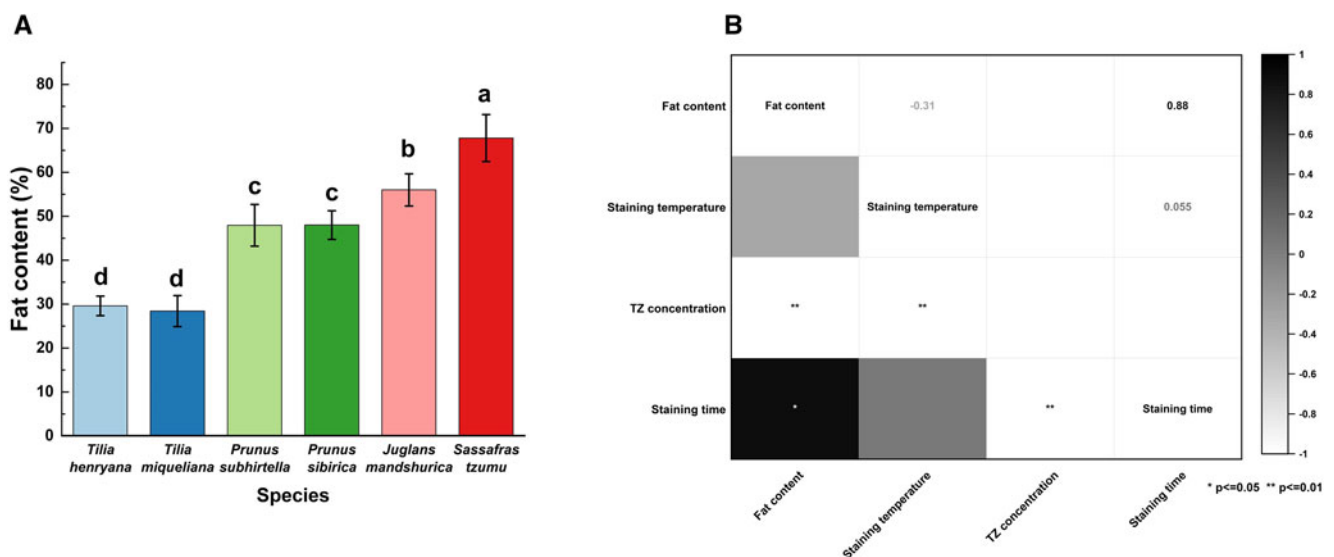 A
Fat content (%)
80
70
60
50
40
30
20
10
0
d
d
c
c
b
a
Tilia
henryana
Tilia
miqueliana
Prunus
subhirtella
Prunus
sibirica
Juglans
mandshurica
Sassafras
tzumu
Species
B
Fat content
Fat content
-0.31
0.88
Staining temperature
Staining temperature
0.055
TZ concentration
**
**
Staining time
*
**
Staining time
Fat content
Staining temperature
TZ concentration
Staining time
1
0.8
0.6
0.4
0.2
0
-0.2
-0.4
-0.6
-0.8
-1
* p<=0.05 ** p<=0.01